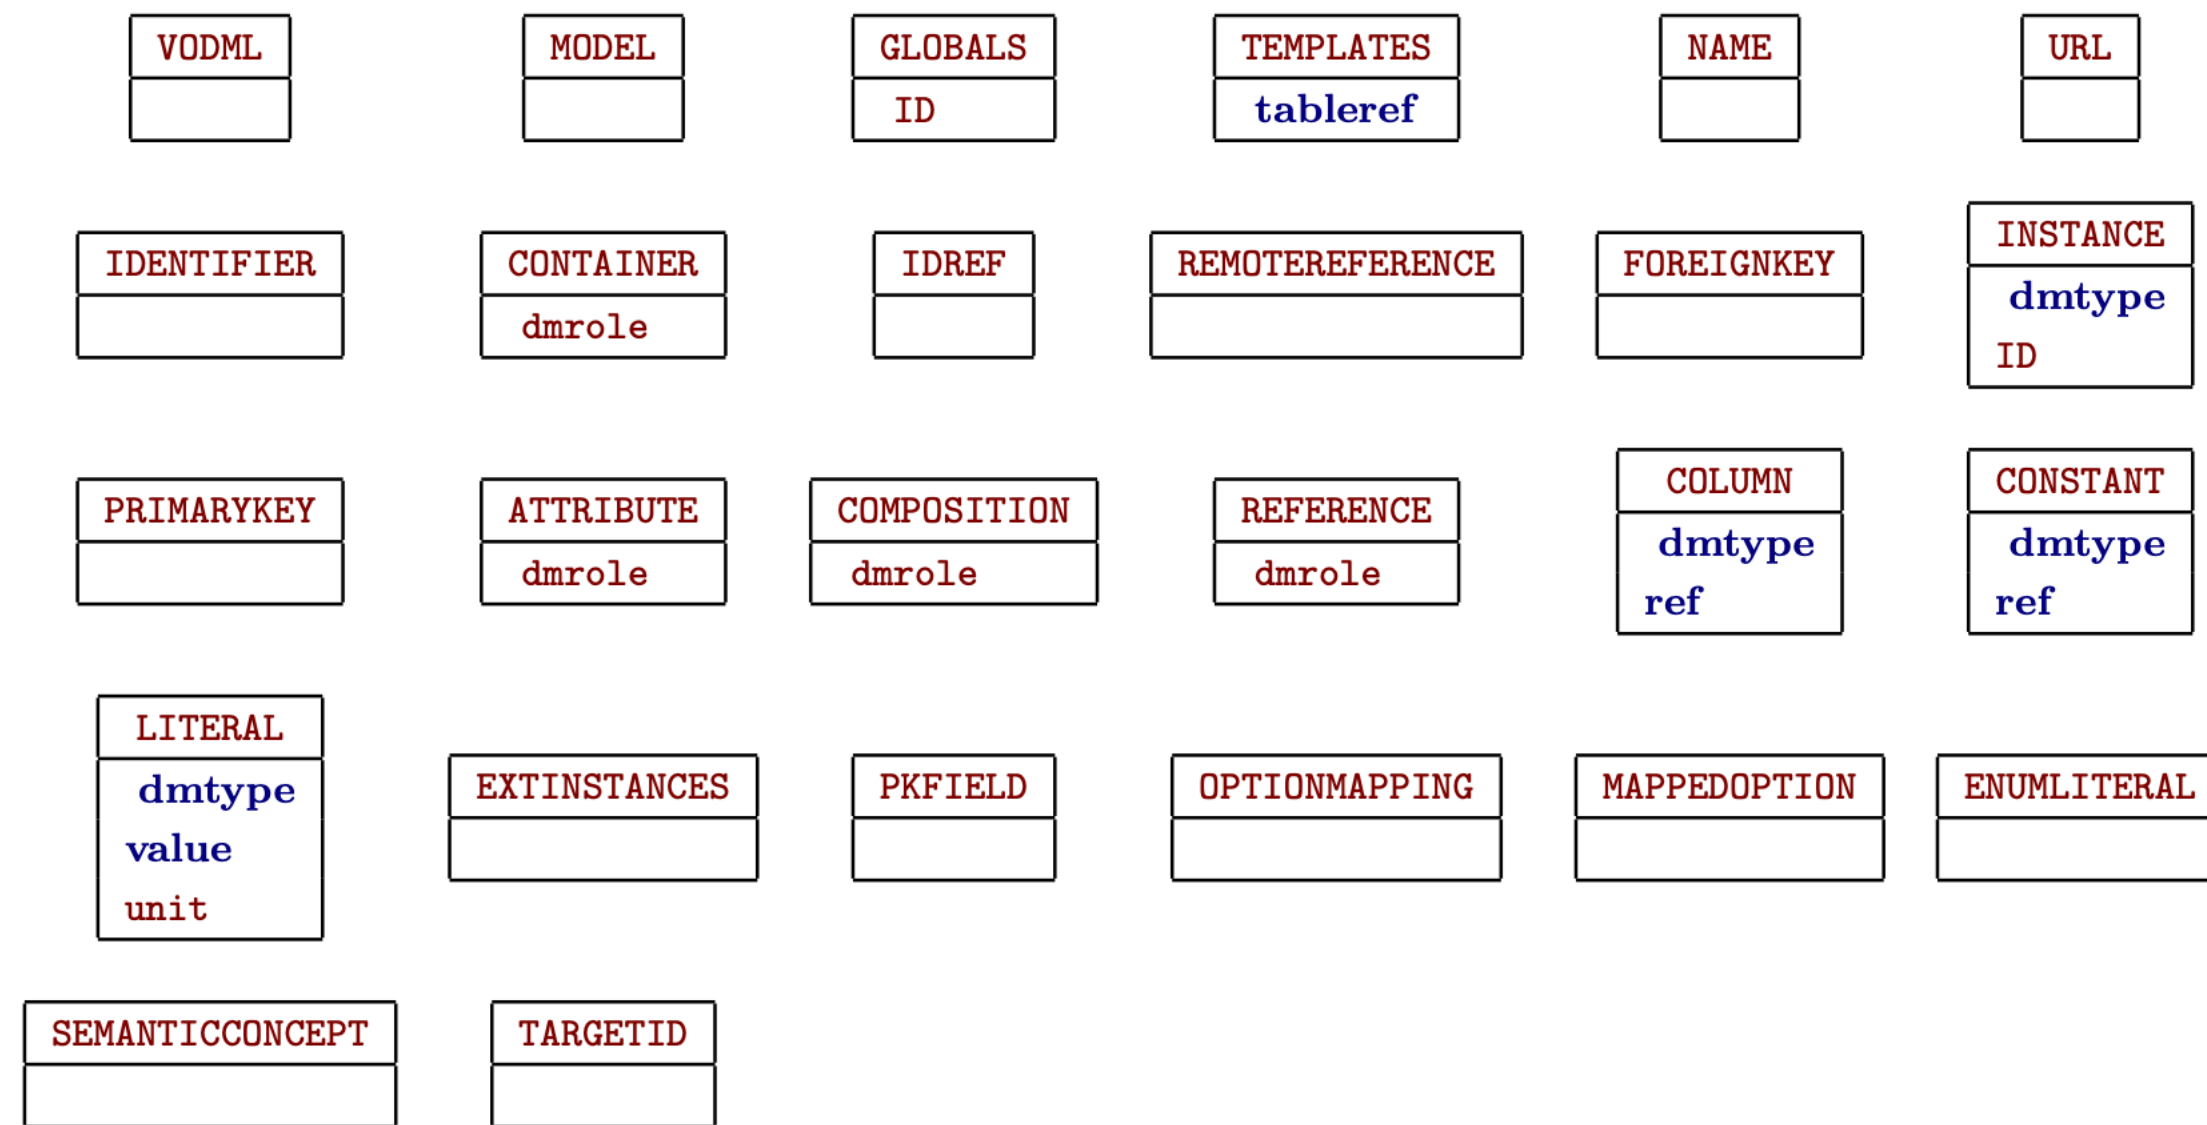 VODML
MODEL
GLOBALS
ID
TEMPLATES
tableref
NAME
URL
IDENTIFIER
CONTAINER
dmrole
IDREF
REMOTEREFERENCE
FOREIGNKEY
INSTANCE
dmtype
ID
PRIMARYKEY
ATTRIBUTE
dmrole
COMPOSITION
dmrole
REFERENCE
dmrole
COLUMN
dmtype
ref
CONSTANT
dmtype
ref
LITERAL
dmtype
value
unit
EXTINSTANCES
PKFIELD
OPTIONMAPPING
MAPPEDOPTION
ENUMLITERAL
SEMANTICCONCEPT
TARGETID